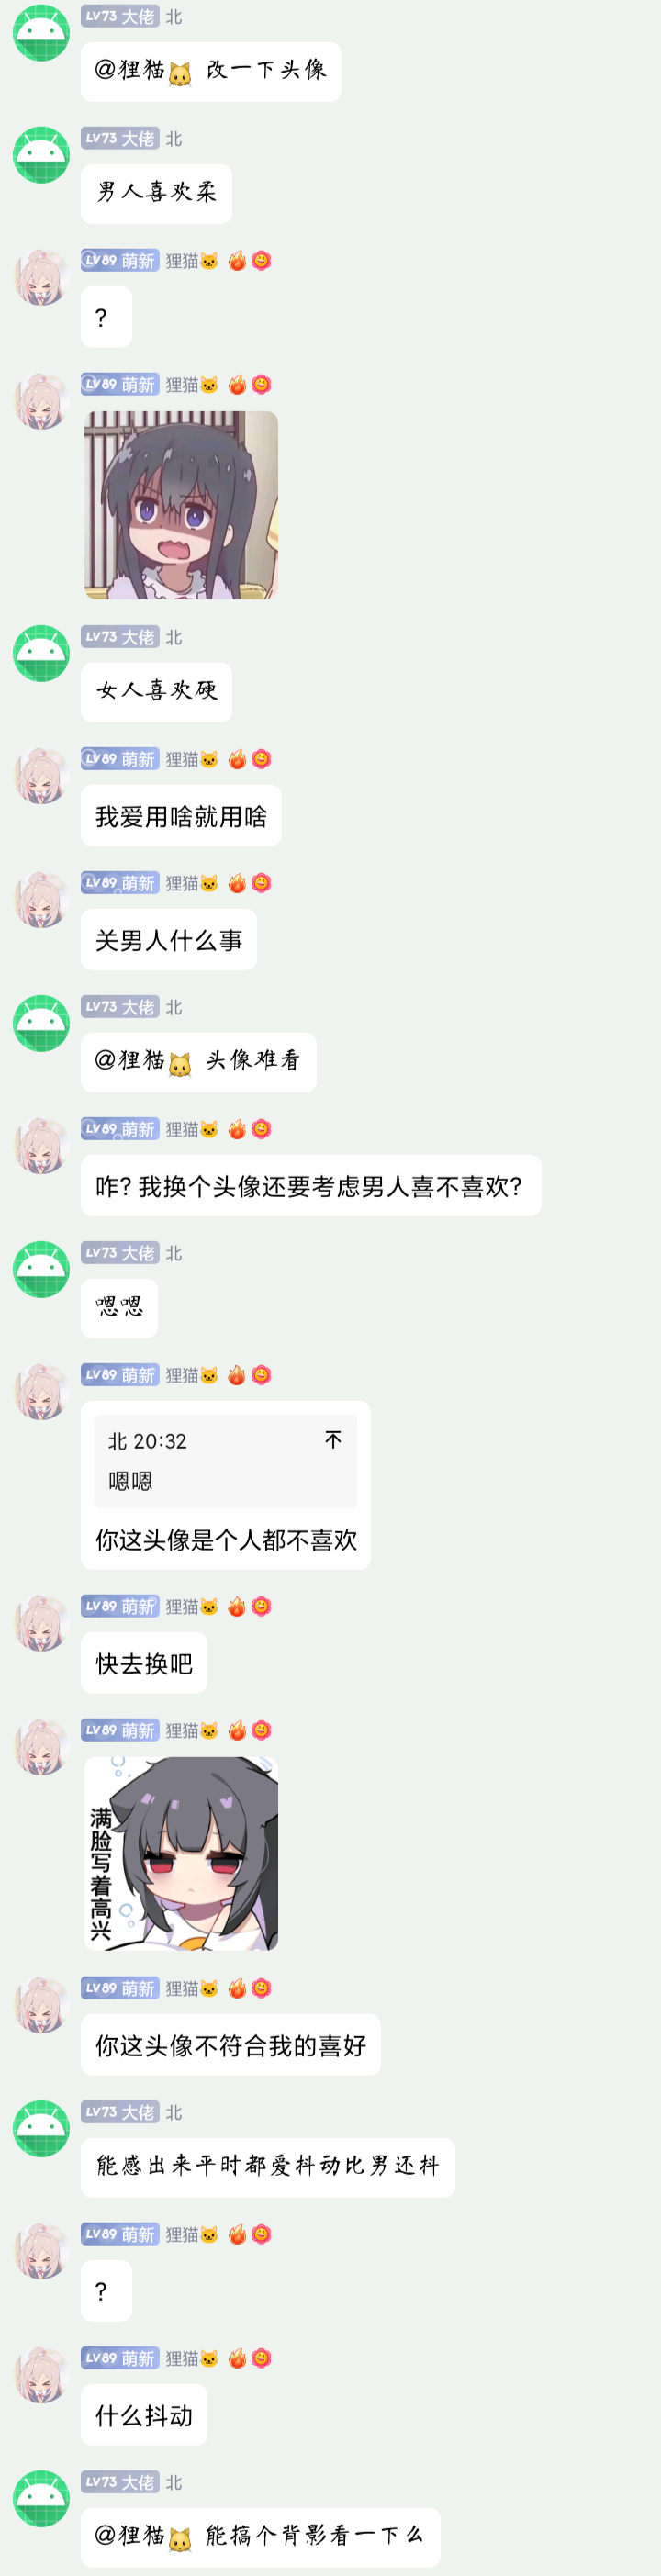 LV73 大佬 北
@狸猫🐱 改一下头像
LV73 大佬 北
男人喜欢柔
LV89 萌新 狸猫🐱 🔥
?
LV89 萌新 狸猫🐱 🔥
LV73 大佬 北
女人喜欢硬
LV89 萌新 狸猫🐱 🔥
我爱用啥就用啥
LV89 萌新 狸猫🐱 🔥
关男人什么事
LV73 大佬 北
@狸猫🐱 头像难看
LV89 萌新 狸猫🐱 🔥
咋? 我换个头像还要考虑男人喜不喜欢?
LV73 大佬 北
嗯嗯
LV89 萌新 狸猫🐱 🔥
北 20:32
嗯嗯
你这头像是个人都不喜欢
LV89 萌新 狸猫🐱 🔥
快去换吧
LV89 萌新 狸猫🐱 🔥
满脸写着高兴
LV89 萌新 狸猫🐱 🔥
你这头像不符合我的喜好
LV73 大佬 北
能感出来平时都爱抖动比男还抖
LV89 萌新 狸猫🐱 🔥
?
LV89 萌新 狸猫🐱 🔥
什么抖动
LV73 大佬 北
@狸猫🐱 能搞个背影看一下么